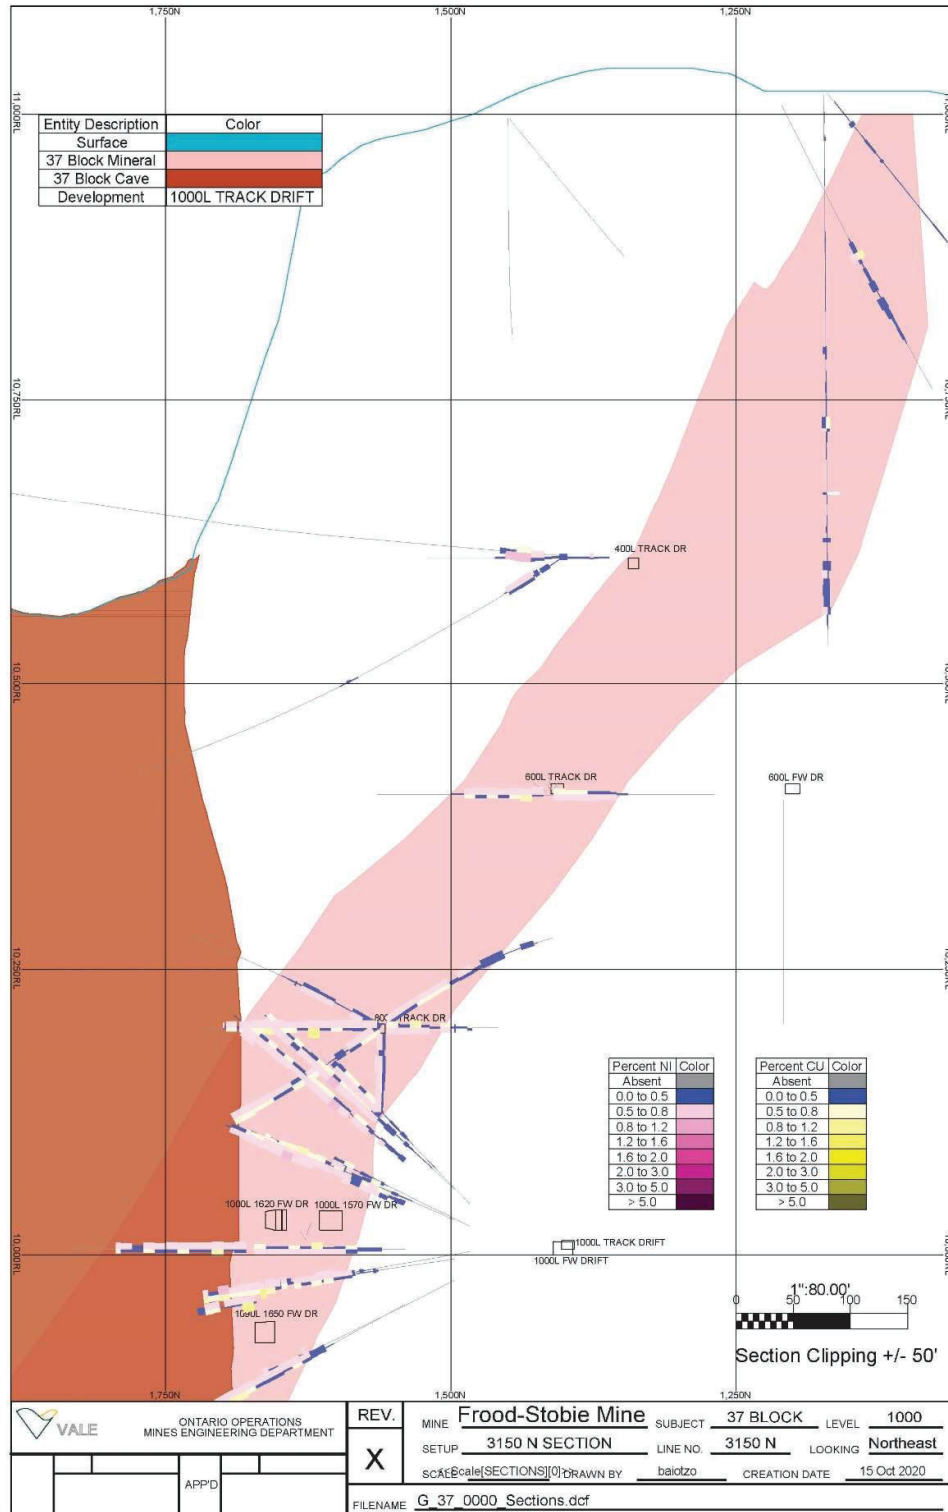 1,750N 1,500N 1,250N
11,000RL
Entity Description Color
Surface
37 Block Mineral
37 Block Cave
Development 1000L TRACK DRIFT
10,750RL
400L TRACK DR
10,500RL
600L TRACK DR 600L FW DR
10,250RL
TRACK DR
Percent NI Color
Absent
0.0 to 0.5
0.5 to 0.8
0.8 to 1.2
1.2 to 1.6
1.6 to 2.0
2.0 to 3.0
3.0 to 5.0
> 5.0
Percent CU Color
Absent
0.0 to 0.5
0.5 to 0.8
0.8 to 1.2
1.2 to 1.6
1.6 to 2.0
2.0 to 3.0
3.0 to 5.0
> 5.0
1000L 1620 FW DR 1000L 1570 FW DR
10,000RL
1000L TRACK DRIFT
1000L FW DRIFT
1650 FW DR
1":80.00'
0 50 100 150
Section Clipping +/- 50'
1,750N 1,500N 1,250N
VALE
ONTARIO OPERATIONS
MINES ENGINEERING DEPARTMENT
APP'D
REV.
X
MINE Frood-Stobie Mine SUBJECT 37 BLOCK LEVEL 1000
SETUP 3150 N SECTION LINE NO. 3150 N LOOKING Northeast
SCALE DRAWN BY baiotzo CREATION DATE 15 Oct 2020
FILENAME G_37_0000_Sections.dcf